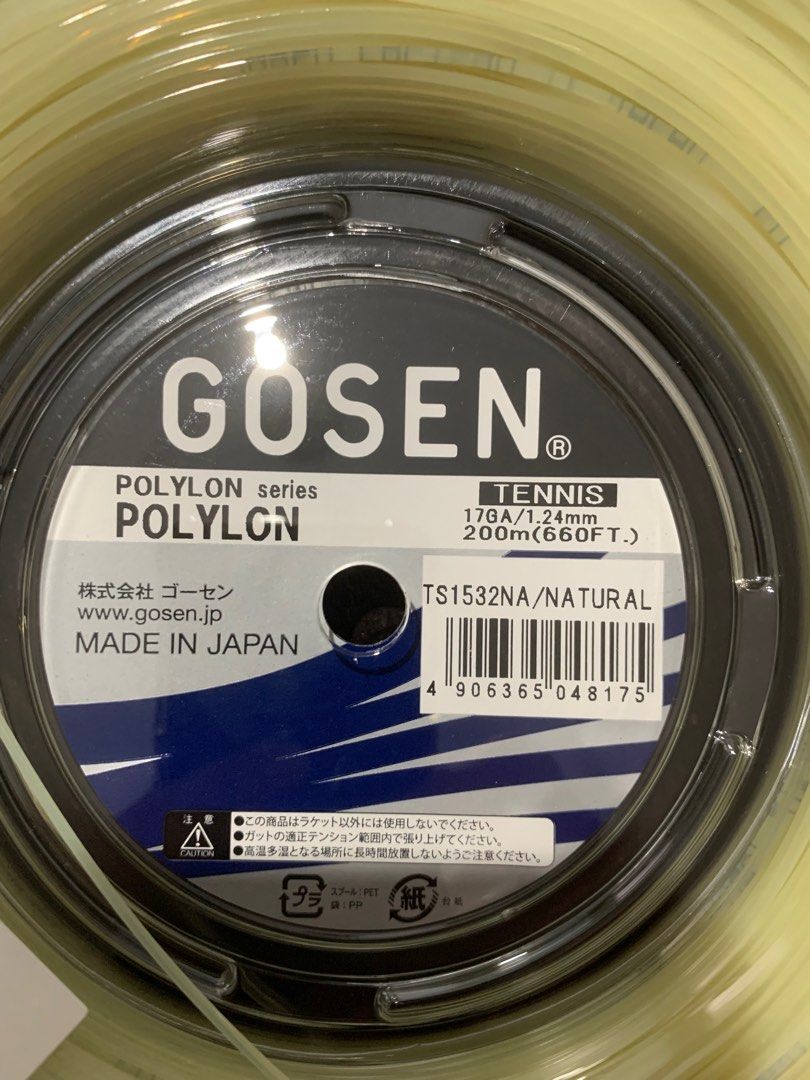 GOSEN®
POLYLON series
POLYLON
TENNIS
17GA/1.24mm
200m(660FT.)
株式会社 ゴーセン
www.gosen.jp
MADE IN JAPAN
TS1532NA/NATURAL
4 906365 048175
注意
CAUTION
●この商品はラケット以外には使用しないでください。
●ガットの適正テンション範囲内で張り上げてください。
●高温多湿となる場所に長時間放置しないようご注意ください。
プラ
スプール:PET
袋:PP
紙
台紙